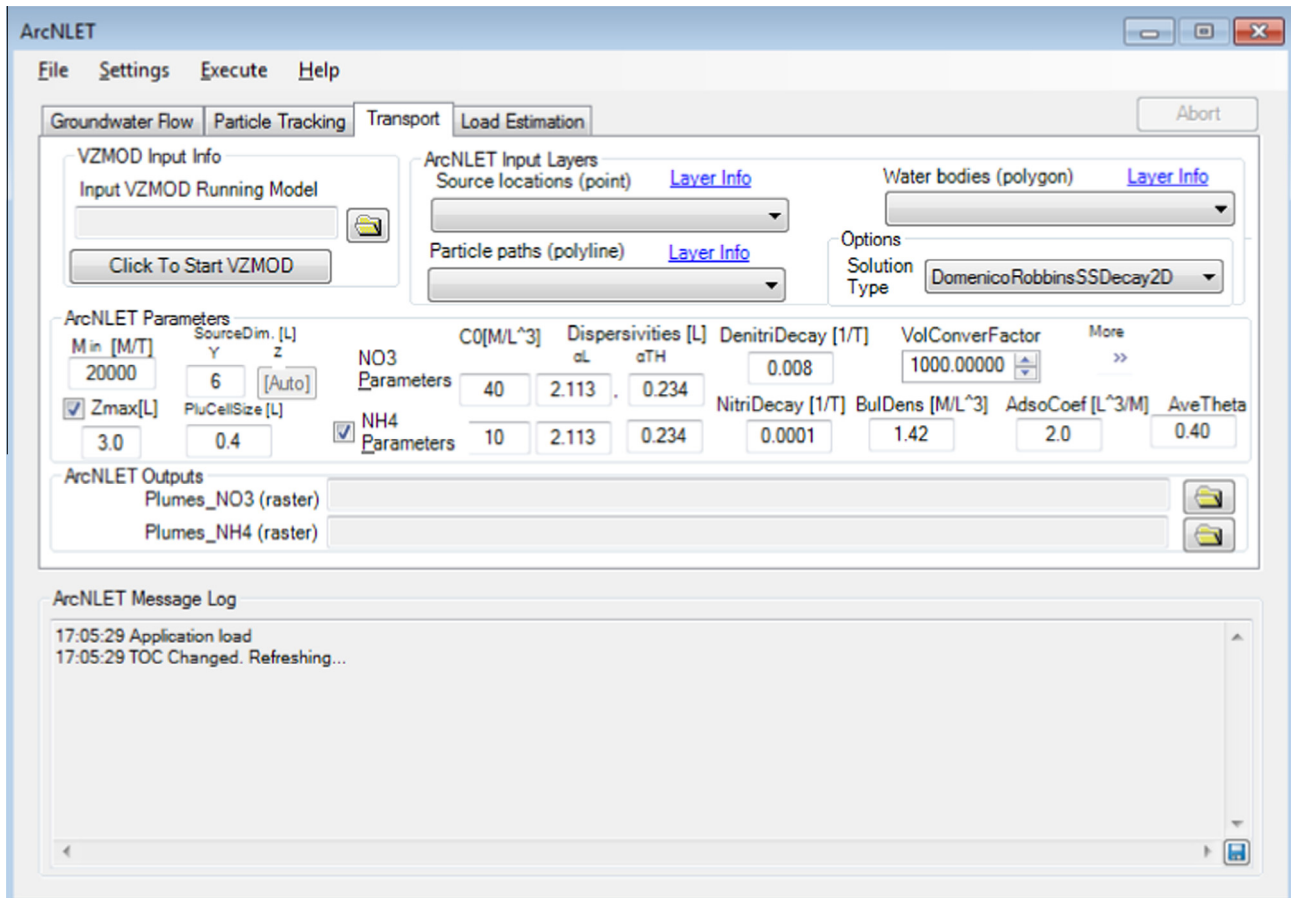 ArcNLET
File Settings Execute Help
Groundwater Flow Particle Tracking Transport Load Estimation Abort
VZMOD Input Info
Input VZMOD Running Model
Click To Start VZMOD
ArcNLET Input Layers
Source locations (point) Layer Info
Water bodies (polygon) Layer Info
Particle paths (polyline) Layer Info
Options
Solution Type DomenicoRobbinsSSDecay2D
ArcNLET Parameters
Min [M/T]
20000
SourceDim. [L]
Y Z
6 [Auto]
Zmax[L]
3.0
PluCellSize [L]
0.4
C0[M/L^3] Dispersivities [L]
αL αTH
NO3
Parameters 40 2.113 . 0.234
NH4
Parameters 10 2.113 0.234
DenitriDecay [1/T]
0.008
VolConverFactor
1000.00000
More
>>
NitriDecay [1/T] BulDens [M/L^3] AdsoCoef [L^3/M] AveTheta
0.0001 1.42 2.0 0.40
ArcNLET Outputs
Plumes_NO3 (raster)
Plumes_NH4 (raster)
ArcNLET Message Log
17:05:29 Application load
17:05:29 TOC Changed. Refreshing...